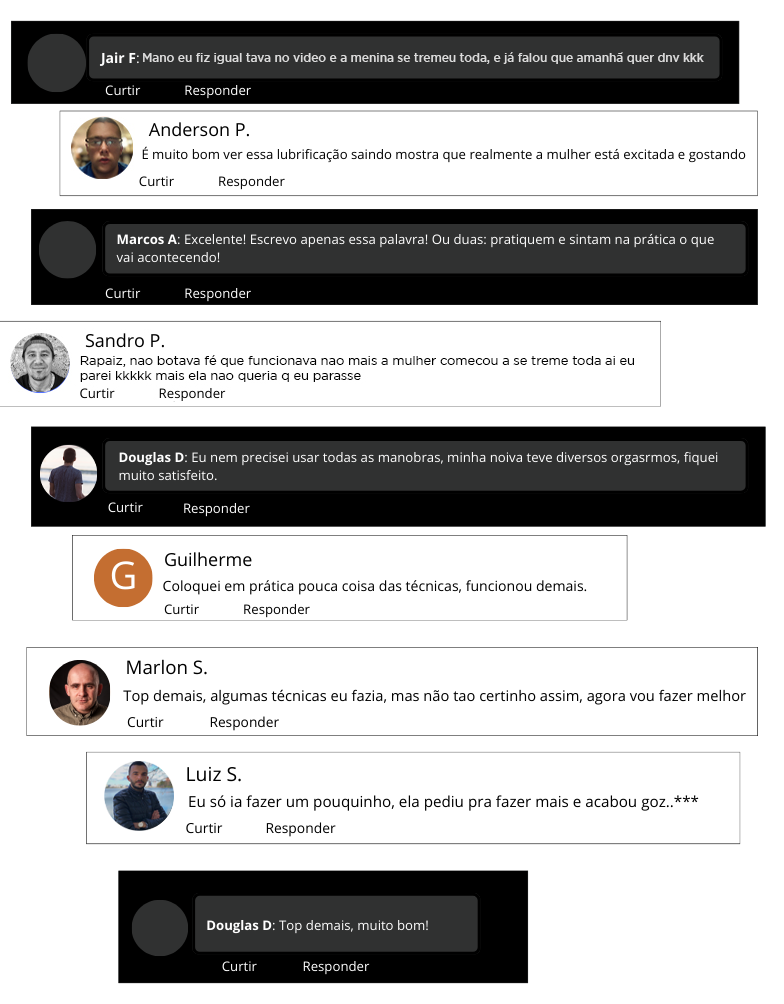 Jair F: Mano eu fiz igual tava no video e a menina se tremeu toda, e já falou que amanhã quer dnv kkk
Curtir Responder
Anderson P.
É muito bom ver essa lubrificação saindo mostra que realmente a mulher está excitada e gostando
Curtir Responder
Marcos A: Excelente! Escrevo apenas essa palavra! Ou duas: pratiquem e sintam na prática o que
vai acontecendo!
Curtir Responder
Sandro P.
Rapaiz, nao botava fé que funcionava nao mais a mulher comecou a se treme toda ai eu
parei kkkkk mais ela nao queria q eu parasse
Curtir Responder
Douglas D: Eu nem precisei usar todas as manobras, minha noiva teve diversos orgasrmos, fiquei
muito satisfeito.
Curtir Responder
G
Guilherme
Coloquei em prática pouca coisa das técnicas, funcionou demais.
Curtir Responder
Marlon S.
Top demais, algumas técnicas eu fazia, mas não tao certinho assim, agora vou fazer melhor
Curtir Responder
Luiz S.
Eu só ia fazer um pouquinho, ela pediu pra fazer mais e acabou goz..***
Curtir Responder
Douglas D: Top demais, muito bom!
Curtir Responder